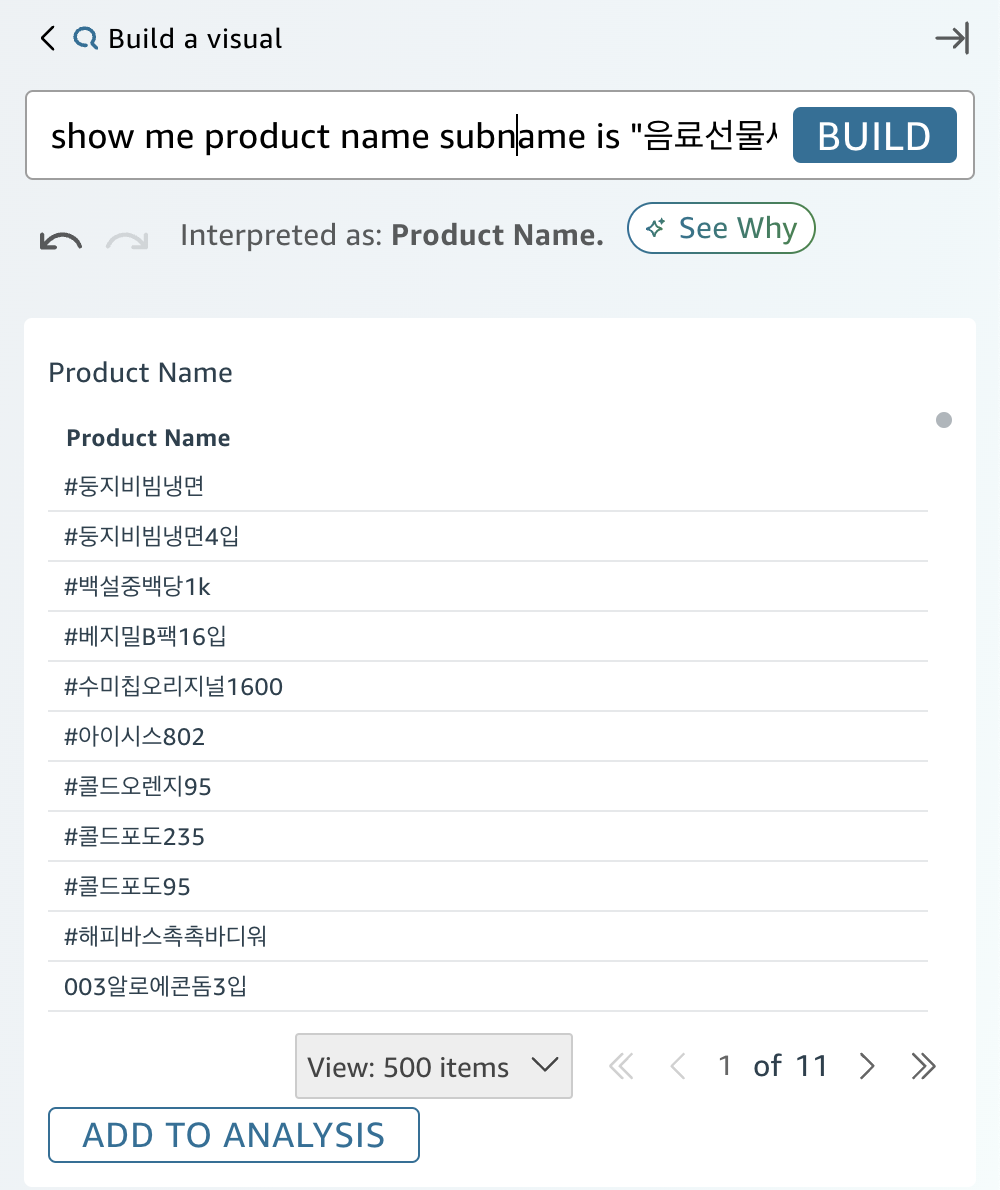 Build a visual
show me product name subname is "음료선물
BUILD
Interpreted as: Product Name.
See Why
Product Name
Product Name
#둥지비빔냉면
#둥지비빔냉면4입
#백설중백당1k
#베지밀B팩16입
#수미칩오리지널1600
#아이시스802
#콜드오렌지95
#콜드포도235
#콜드포도95
#해피바스촉촉바디워
003알로에콘돔3입
View: 500 items
1 of 11
ADD TO ANALYSIS